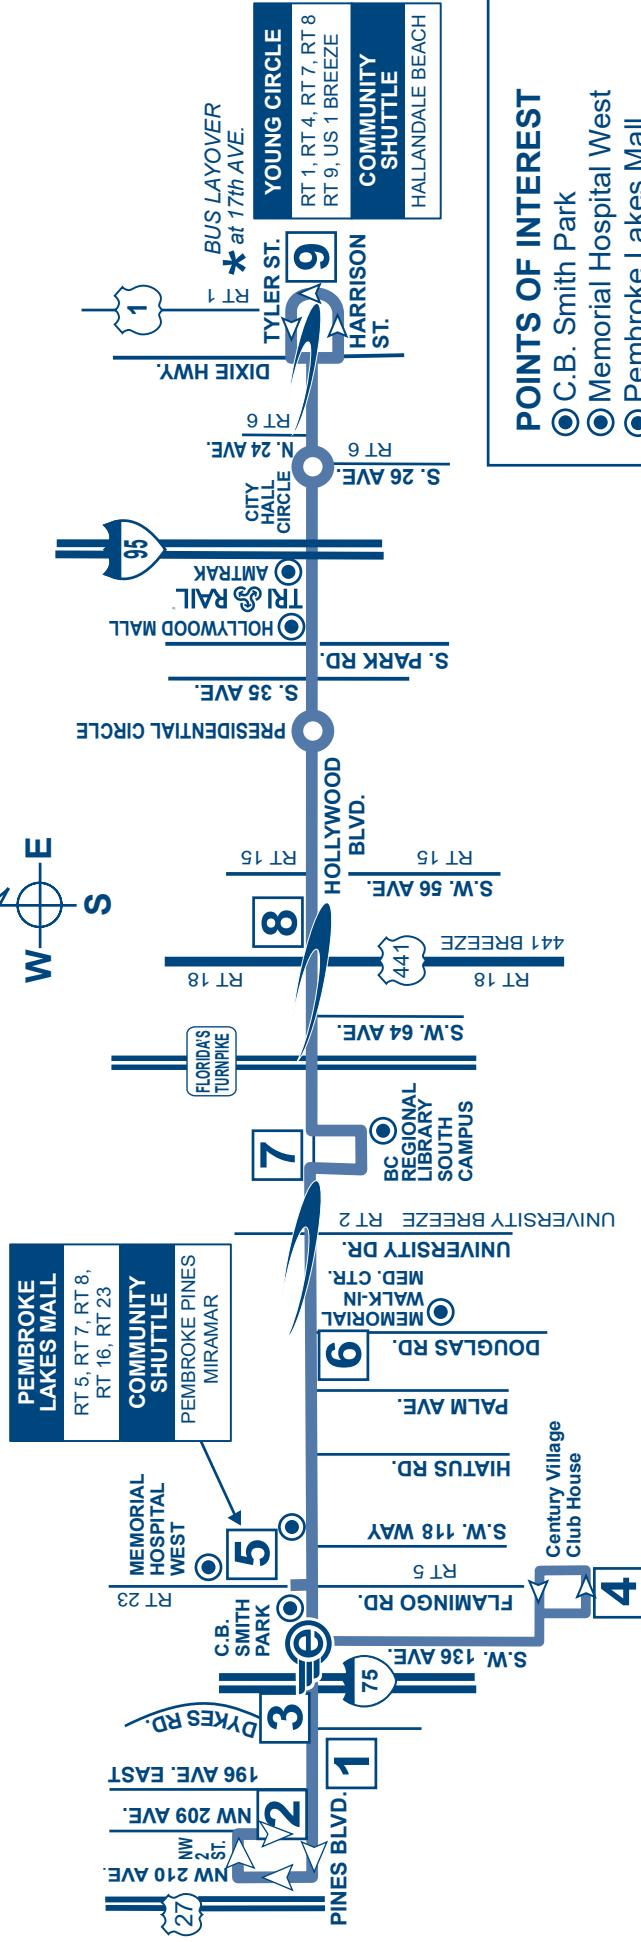 27
NW 210 AVE.
NW
2
ST.
NW 209 AVE.
196 AVE. EAST
2
PINES BLVD.
1
DYKES RD.
3
75
C.B.
SMITH
PARK
e
S.W. 136 AVE.
RT 23
FLAMINGO RD.
RT 5
4
Century Village
Club House
MEMORIAL
HOSPITAL
WEST
5
S.W. 118 WAY
HIATUS RD.
PALM AVE.
PEMBROKE
LAKES MALL
RT 5, RT 7, RT 8,
RT 16, RT 23
COMMUNITY
SHUTTLE
PEMBROKE PINES
MIRAMAR
6
DOUGLAS RD.
MEMORIAL
WALK-IN
MED. CTR.
UNIVERSITY DR.
RT 2
UNIVERSITY BREEZE
7
BC
REGIONAL
LIBRARY
SOUTH
CAMPUS
FLORIDA'S
TURNPIKE
S.W. 64 AVE.
RT 18
441
RT 18
441 BREEZE
8
W
E
S
RT 15
S.W. 56 AVE.
RT 15
HOLLYWOOD
BLVD.
PRESIDENTIAL CIRCLE
S. 35 AVE.
S. PARK RD.
HOLLYWOOD MALL
TRI RAIL
AMTRAK
95
CITY
HALL
CIRCLE
N. 24 AVE.
RT 6
S. 26 AVE.
RT 6
DIXIE HWY.
1
RT 1
TYLER ST.
9
HARRISON
ST.
BUS LAYOVER
* at 17th AVE.
YOUNG CIRCLE
RT 1, RT 4, RT 7, RT 8
RT 9, US 1 BREEZE
COMMUNITY
SHUTTLE
HALLANDALE BEACH
POINTS OF INTEREST
C.B. Smith Park
Memorial Hospital West
Pembroke Lakes Mall